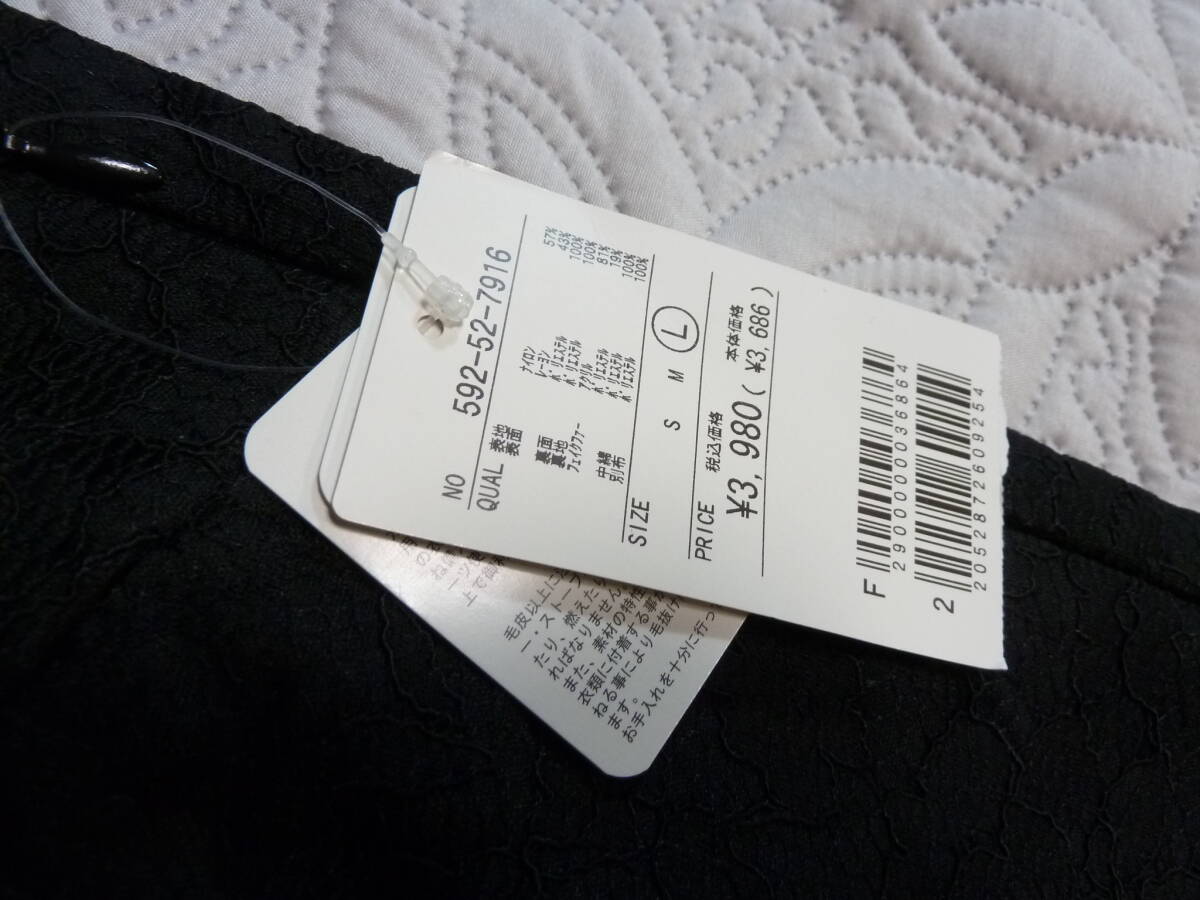 NO 592-52-7916
QUAL 表地 ナイロン 57%
表面 レーヨン 43%
ポリエステル 100%
裏面 ポリエステル 100%
裏地 アクリル 81%
フェイクファー ポリエステル 19%
中綿 ポリエステル 100%
別布 ポリエステル 100%
SIZE S M L
PRICE 税込価格 本体価格
¥3,980 ( ¥3,686 )
F 2900000036864
2 2052872609254
上で御
毛皮以上に
ー・ストーブ
たり、燃えたり
ればなりません
また、素材の特性
衣類に付着する事
ねる事により毛抜け
ます。
お手入れを十分に行っ